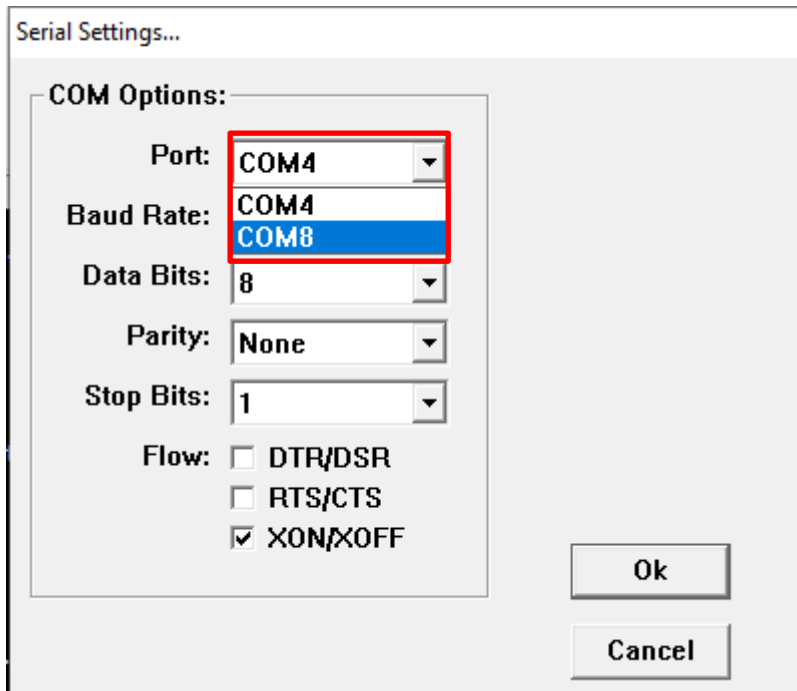 Serial Settings...
COM Options:
Port: COM4
COM4
Baud Rate:
COM8
Data Bits: 8
Parity: None
Stop Bits: 1
Flow: DTR/DSR
RTS/CTS
XON/XOFF
Ok
Cancel